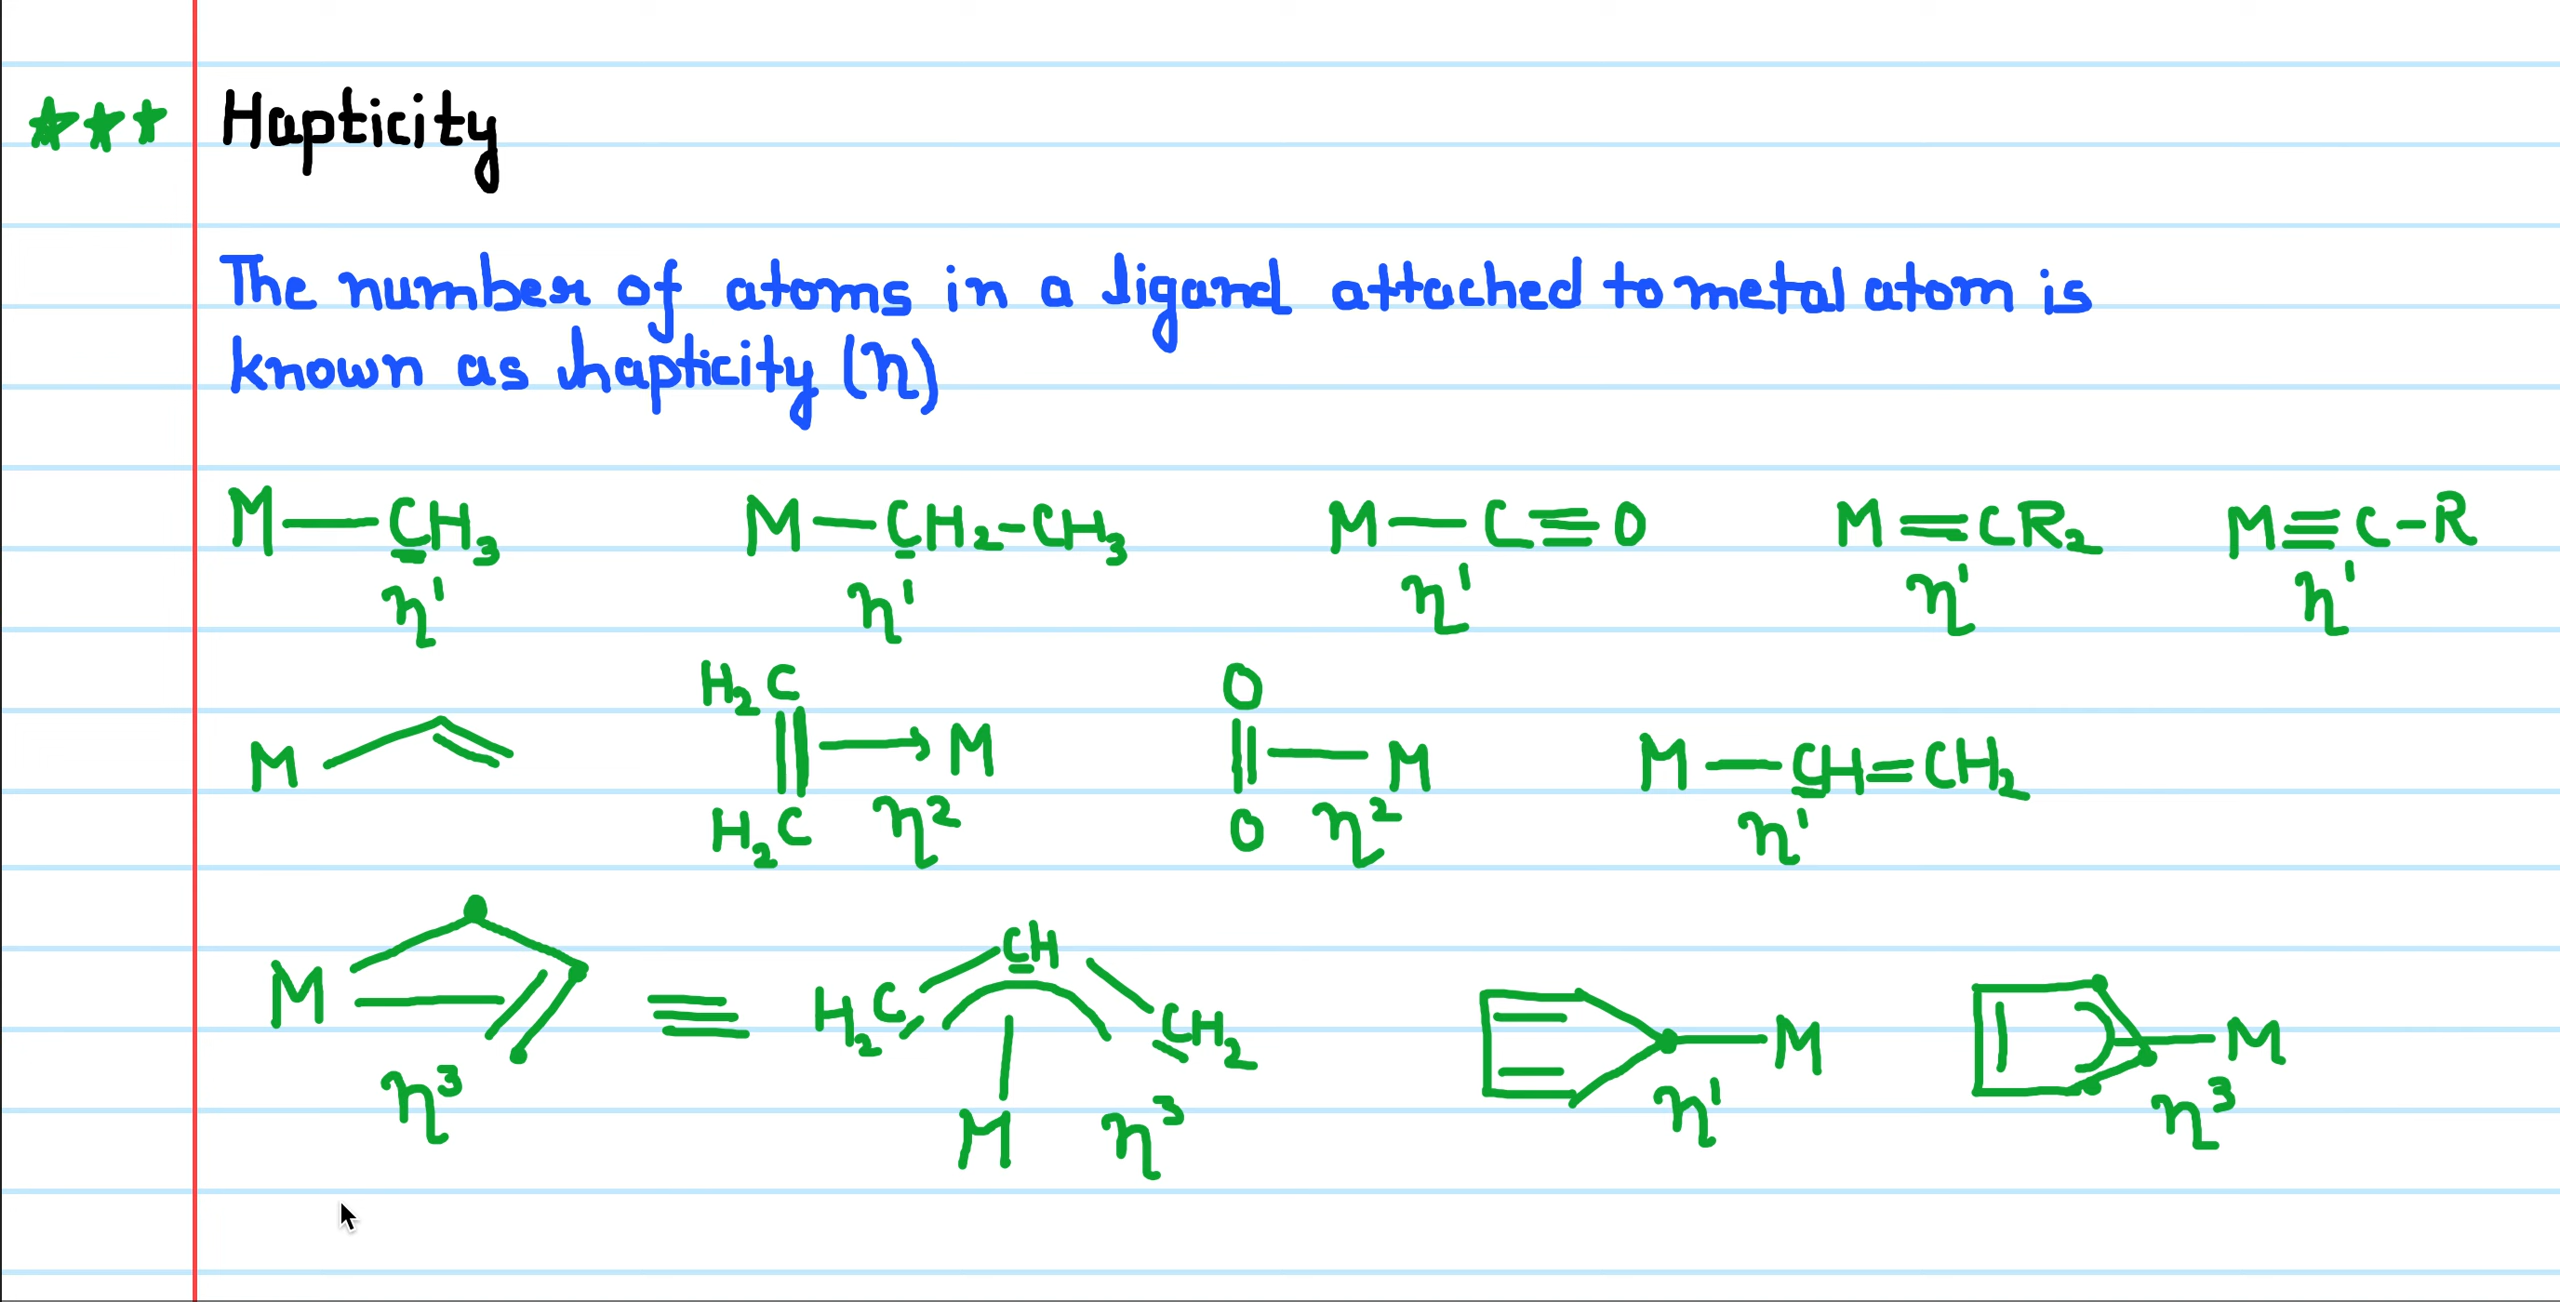 Hapticity
The number of atoms in a ligand attached to metal atom is
known as hapticity (η)
M—CH₃ M—CH₂-CH₃ M—C≡O M=CR₂ M≡C-R
η¹ η¹ η¹ η¹ η¹
H₂C O
M →M —M M—CH=CH₂
H₂C η² O η² η¹
CH
M ≡ H₂C CH₂ M M
η³ M η³ η¹ η³